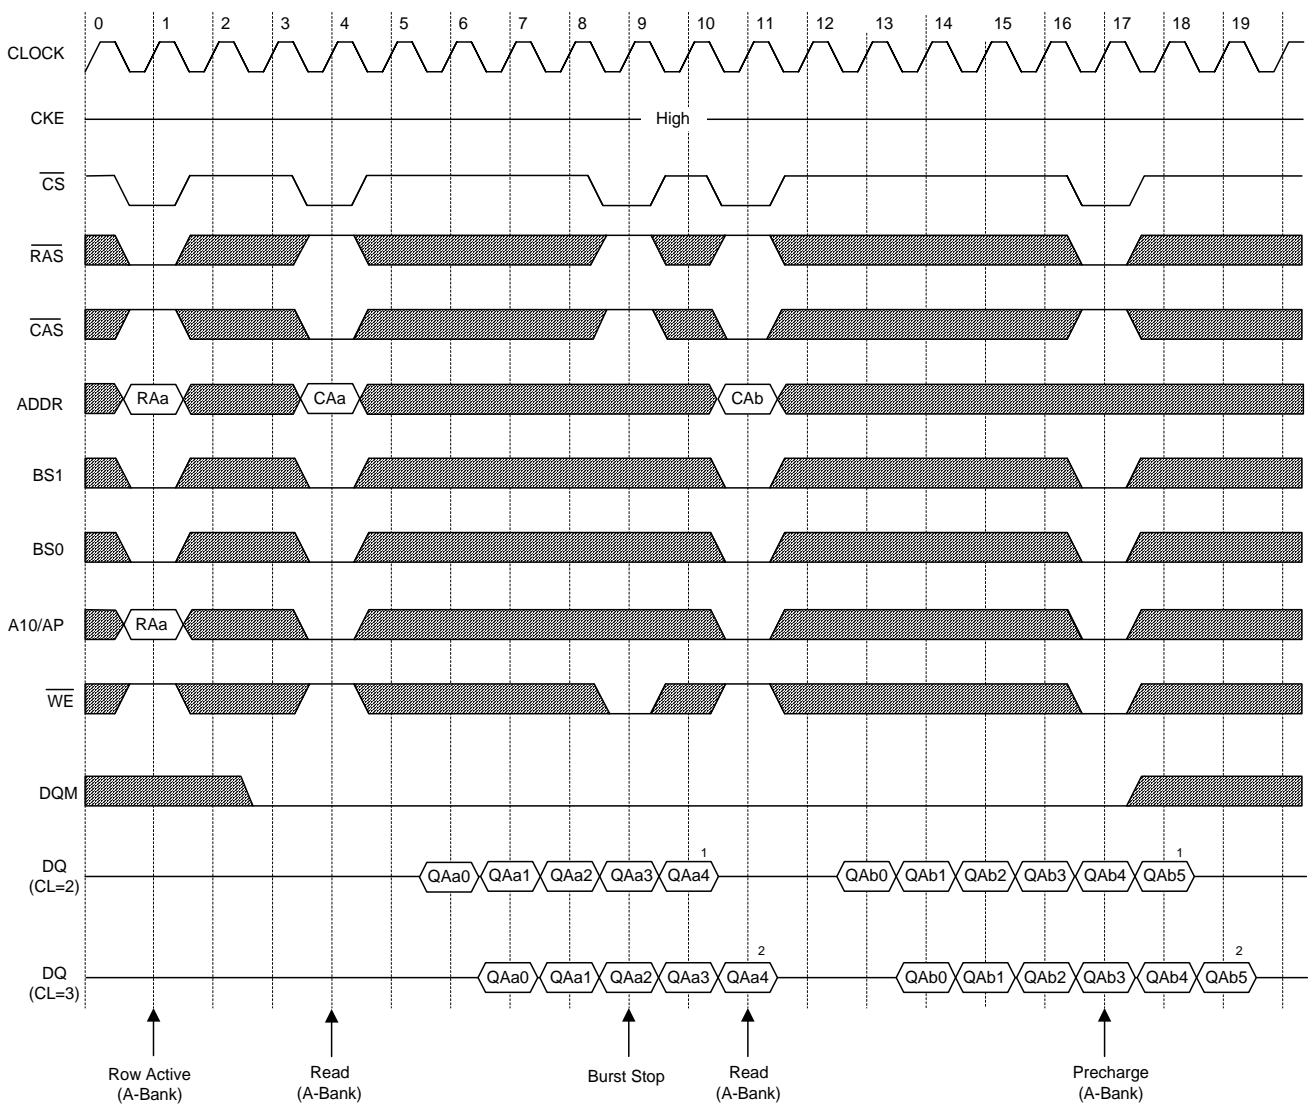 0 1 2 3 4 5 6 7 8 9 10 11 12 13 14 15 16 17 18 19
CLOCK
CKE High
CS
RAS
CAS
ADDR RAa CAa CAb
BS1
BS0
A10/AP RAa
WE
DQM
1 1
DQ
(CL=2) QAa0 QAa1 QAa2 QAa3 QAa4 QAb0 QAb1 QAb2 QAb3 QAb4 QAb5
2 2
DQ
(CL=3) QAa0 QAa1 QAa2 QAa3 QAa4 QAb0 QAb1 QAb2 QAb3 QAb4 QAb5
Row Active
(A-Bank)
Read
(A-Bank)
Burst Stop
Read
(A-Bank)
Precharge
(A-Bank)